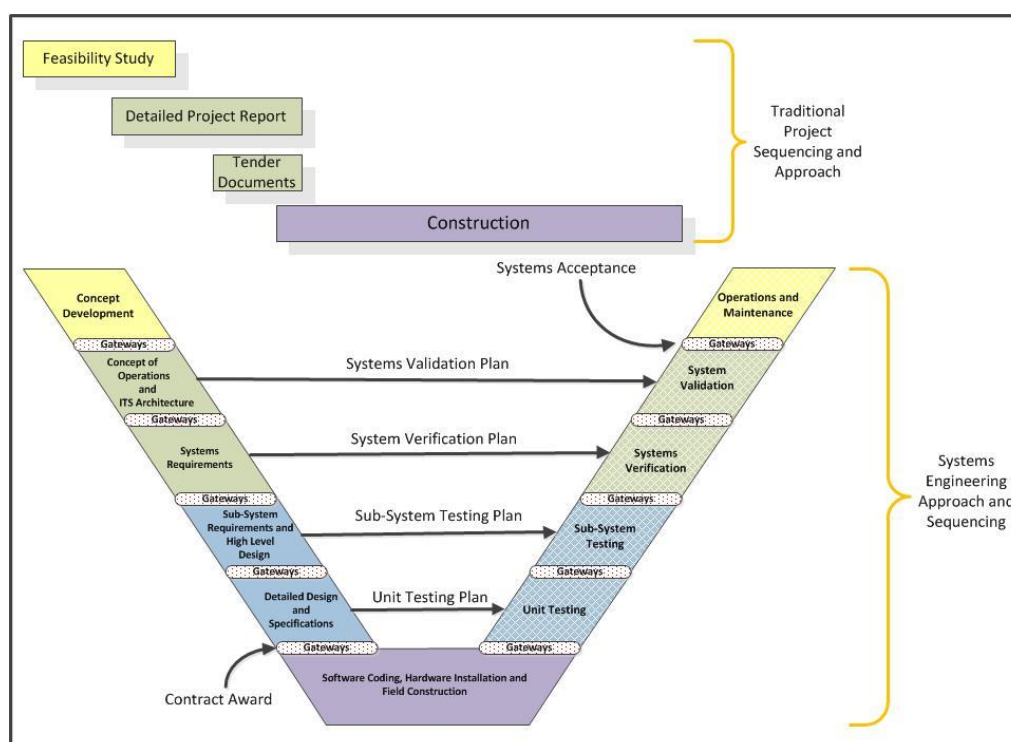 Feasibility Study
Detailed Project Report
Tender
Documents
Construction
Traditional
Project
Sequencing and
Approach
Systems Acceptance
Concept
Development
Operations and
Maintenance
Gateways
Gateways
Concept of
Operations
and
ITS Architecture
Systems Validation Plan
System
Validation
Gateways
Gateways
Systems
Requirements
System Verification Plan
Systems
Verification
Gateways
Gateways
Sub-System
Requirements and
High Level
Design
Sub-System Testing Plan
Sub-System
Testing
Gateways
Gateways
Detailed Design
and
Specifications
Unit Testing Plan
Unit Testing
Gateways
Gateways
Contract Award
Software Coding, Hardware Installation and
Field Construction
Systems
Engineering
Approach and
Sequencing